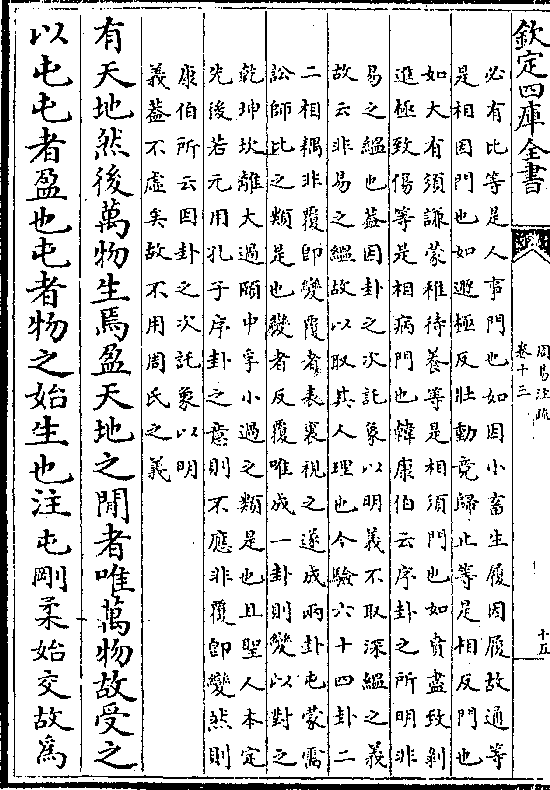 欽定四庫全書
周易注疏
卷十三
十五
必有比等是人事門也如因小畜生履因履故通等
是相因門也如遯極反壯動竟歸止等是相反門也
如大有須謙蒙稚待養等是相須門也如賁盡致剝
進極致傷等是相病門也韓康伯云序卦之所明非
易之緼也蓋因卦之次託象以明義不取深緼之義
故云非易之緼故以取其人理也今驗六十四卦二
二相耦非覆即變覆者表裏視之遂成兩卦屯蒙需
訟師比之類是也變者反覆唯成一卦則變以對之
乾坤坎離大過頤中孚小過之類是也且聖人本定
先後若元用孔子序卦之意則不應非覆即變然則
康伯所云因卦之次託象以明
義蓋不虛矣故不用周氏之義
有天地然後萬物生焉盈天地之閒者唯萬物故受之
以屯屯者盈也屯者物之始生也注屯剛柔始交故為